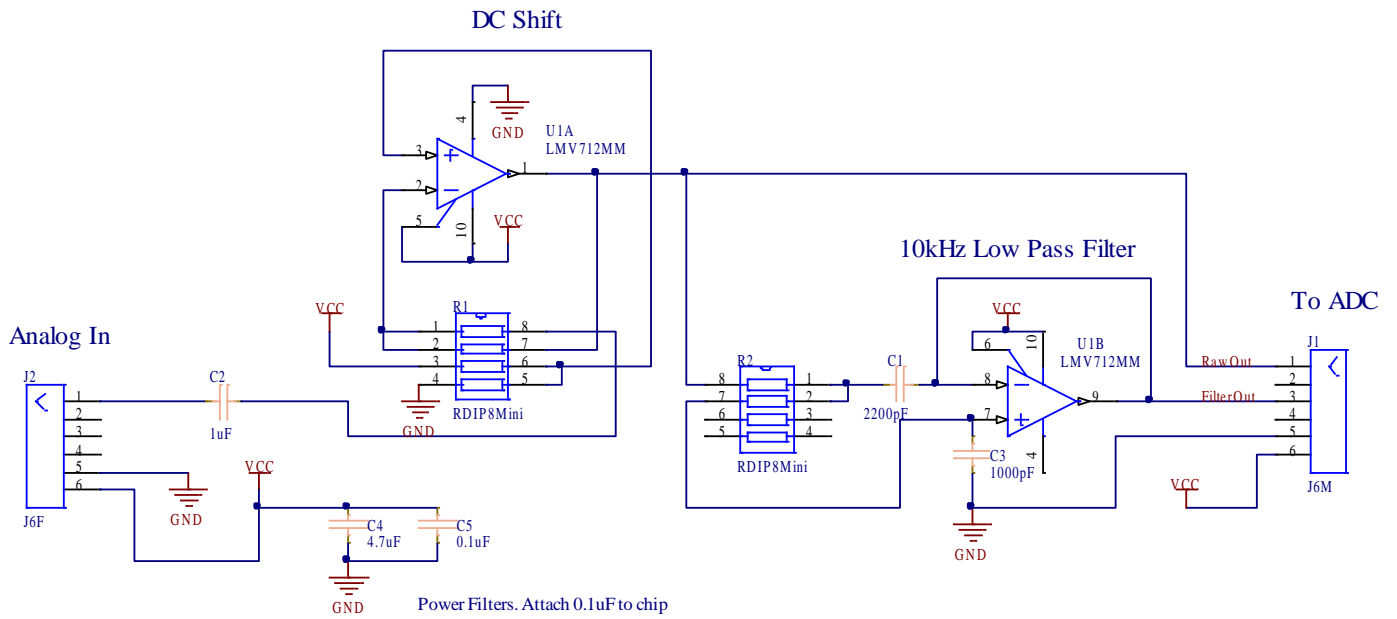 DC Shift
4
GND
U1A
LMV712MM
3
1
2
5
10
VCC
10kHz Low Pass Filter
To ADC
VCC
R1
1
8
2
7
3
6
4
5
RDIP8Mini
GND
Analog In
J2
C2
1uF
1
2
3
4
5
6
J6F
GND
VCC
C4
4.7uF
C5
0.1uF
GND
Power Filters. Attach 0.1uF to chip
R2
8
1
7
2
6
3
5
4
RDIP8Mini
C1
2200pF
VCC
6
10
U1B
LMV712MM
8
9
7
4
C3
1000pF
GND
RawOut
FilterOut
VCC
J1
1
2
3
4
5
6
J6M